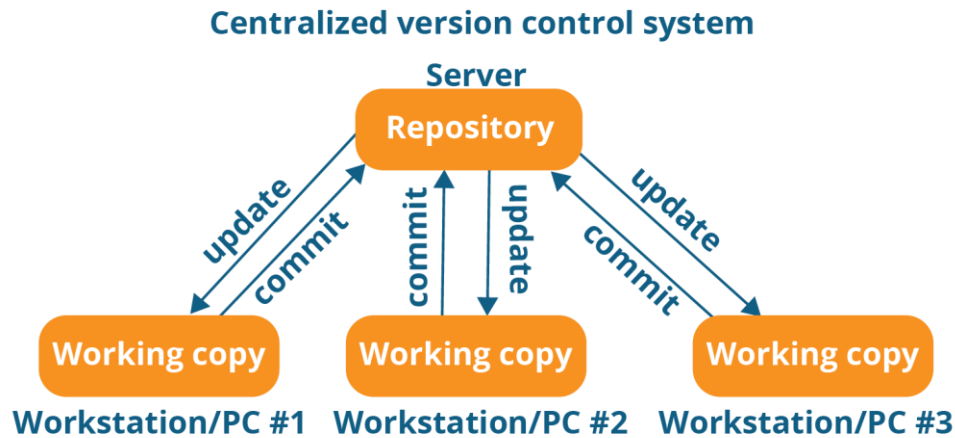 Centralized version control system
Server
Repository
update
commit
commit
update
update
commit
Working copy
Working copy
Working copy
Workstation/PC #1
Workstation/PC #2
Workstation/PC #3